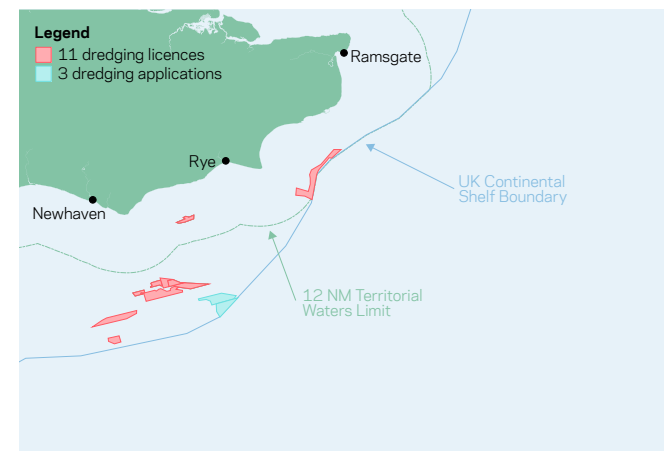 Legend
11 dredging licences
3 dredging applications
Ramsgate
Rye
Newhaven
UK Continental
Shelf Boundary
12 NM Territorial
Waters Limit